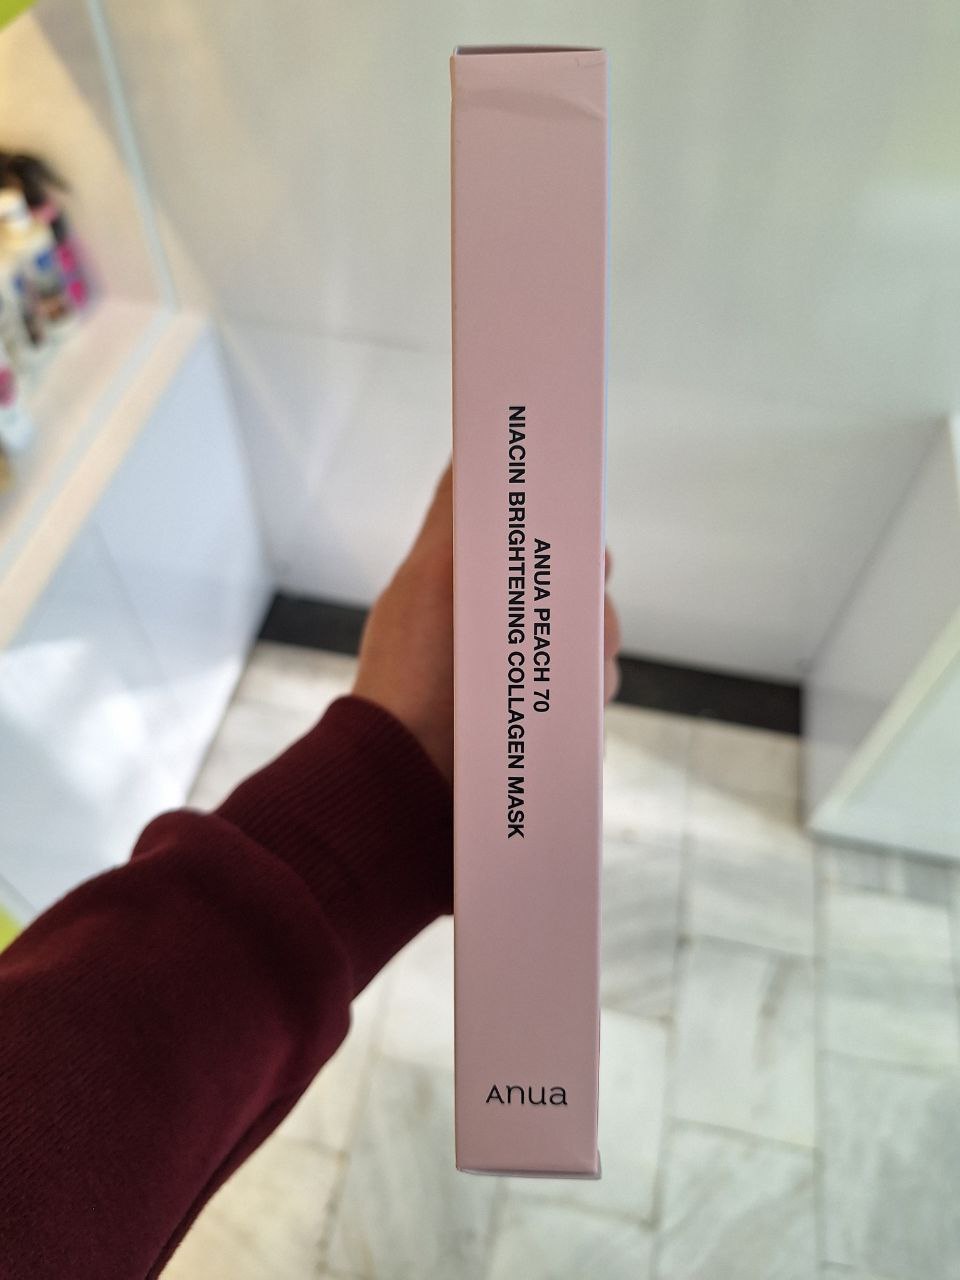 ANUA PEACH 70
NIACIN BRIGHTENING COLLAGEN MASK
Anua